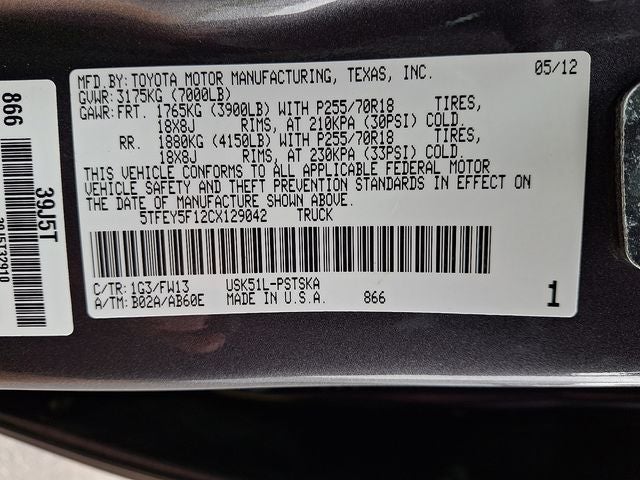 MFD.BY:TOYOTA MOTOR MANUFACTURING, TEXAS, INC. 05/12
GVWR:3175KG (7000LB)
GAWR:FRT. 1765KG (3900LB) WITH P255/70R18 TIRES,
18X8J RIMS, AT 210KPA (30PSI) COLD.
RR. 1880KG (4150LB) WITH P255/70R18 TIRES,
18X8J RIMS, AT 230KPA (33PSI) COLD.
THIS VEHICLE CONFORMS TO ALL APPLICABLE FEDERAL MOTOR
VEHICLE SAFETY AND THEFT PREVENTION STANDARDS IN EFFECT ON
THE DATE OF MANUFACTURE SHOWN ABOVE.
5TFEY5F12CX129042 TRUCK
C/TR:1G3/FW13 USK51L-PSTSKA
A/TM:B02A/AB60E MADE IN U.S.A. 866 1
866
39J5T